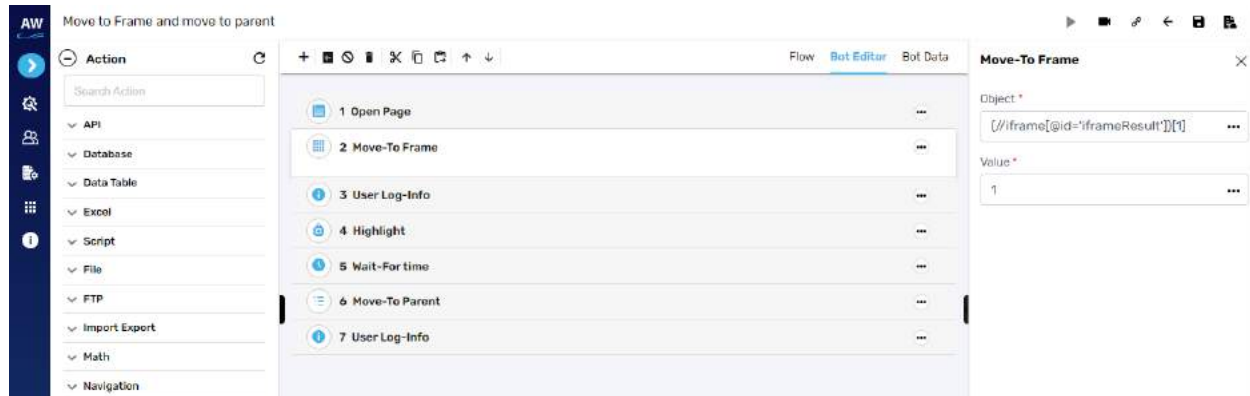 AW
Move to Frame and move to parent
Action
Search Action
API
Database
Data Table
Excel
Script
File
FTP
Import Export
Math
Navigation
Flow Bot Editor Bot Data
1 Open Page
2 Move-To Frame
3 User Log-Info
4 Highlight
5 Wait-For time
6 Move-To Parent
7 User Log-Info
Move-To Frame
Object *
(//iframe[@id='iframeResult'])[1]
Value *
1